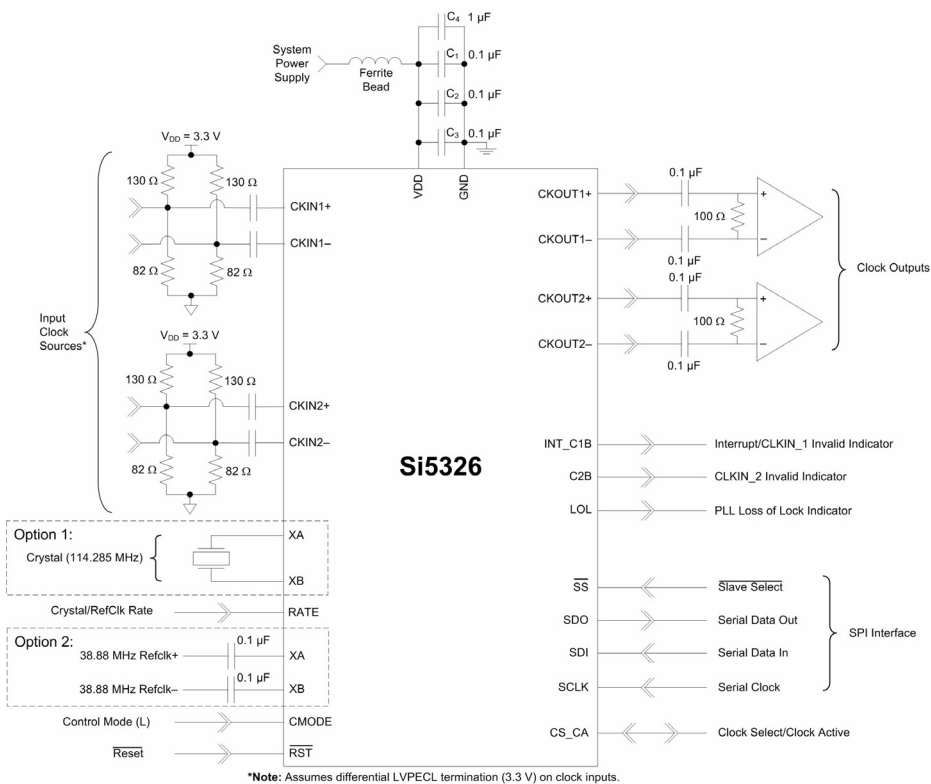 C4 1 µF
System
Power
Supply
Ferrite
Bead
C1 0.1 µF
C2 0.1 µF
C3 0.1 µF
VDD
GND
Input
Clock
Sources*
VDD = 3.3 V
130 Ω
130 Ω
CKIN1+
CKIN1–
82 Ω
82 Ω
VDD = 3.3 V
130 Ω
130 Ω
CKIN2+
CKIN2–
82 Ω
82 Ω
Option 1:
Crystal (114.285 MHz)
XA
XB
Crystal/RefClk Rate
RATE
Option 2:
0.1 µF
38.88 MHz Refclk+
XA
0.1 µF
38.88 MHz Refclk–
XB
Control Mode (L)
CMODE
Reset
RST
Si5326
CKOUT1+
0.1 µF
+
100 Ω
CKOUT1–
–
0.1 µF
CKOUT2+
0.1 µF
+
100 Ω
CKOUT2–
–
0.1 µF
Clock Outputs
INT_C1B
Interrupt/CLKIN_1 Invalid Indicator
C2B
CLKIN_2 Invalid Indicator
LOL
PLL Loss of Lock Indicator
SS
Slave Select
SDO
Serial Data Out
SDI
Serial Data In
SCLK
Serial Clock
SPI Interface
CS_CA
Clock Select/Clock Active
*Note: Assumes differential LVPECL termination (3.3 V) on clock inputs.